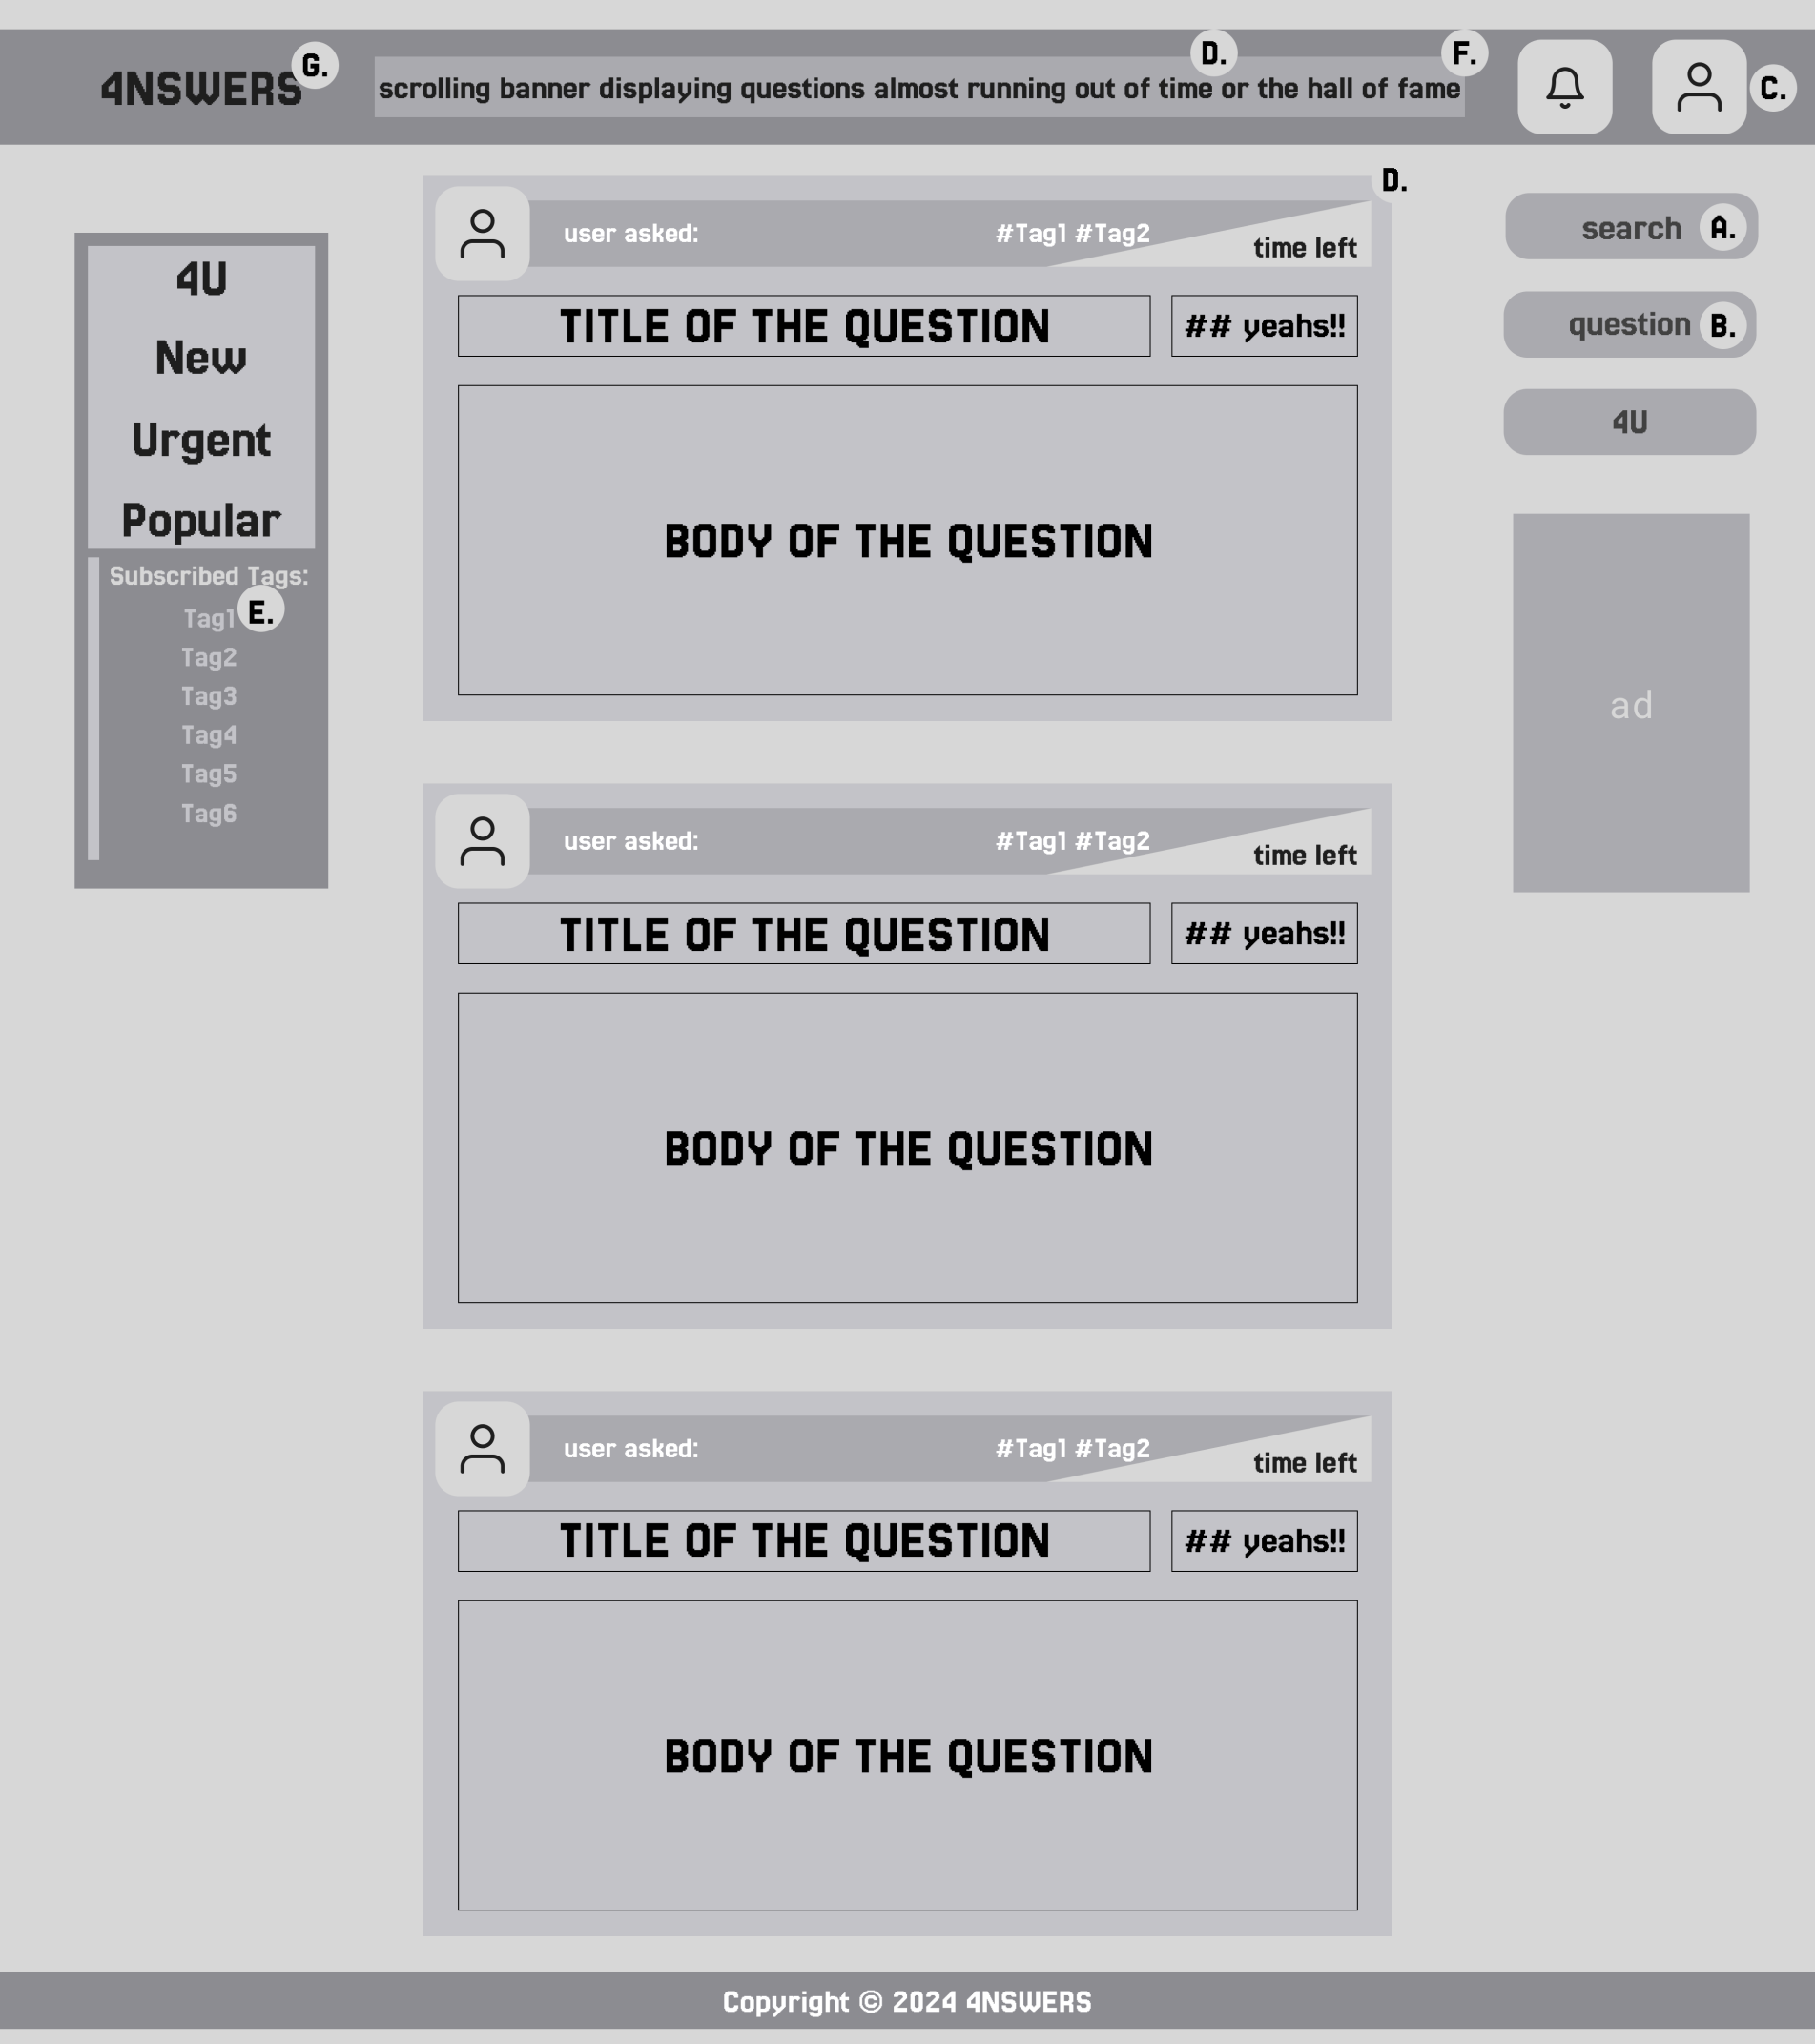 4NSWERS
G.
scrolling banner displaying questions almost running out of time or the hall of fame
D.
F.
C.
4U
New
Urgent
Popular
Subscribed Tags:
Tag1
E.
Tag2
Tag3
Tag4
Tag5
Tag6
D.
user asked:
#Tag1 #Tag2
time left
TITLE OF THE QUESTION
## yeahs!!
BODY OF THE QUESTION
search
A.
question
B.
4U
ad
user asked:
#Tag1 #Tag2
time left
TITLE OF THE QUESTION
## yeahs!!
BODY OF THE QUESTION
user asked:
#Tag1 #Tag2
time left
TITLE OF THE QUESTION
## yeahs!!
BODY OF THE QUESTION
Copyright © 2024 4NSWERS